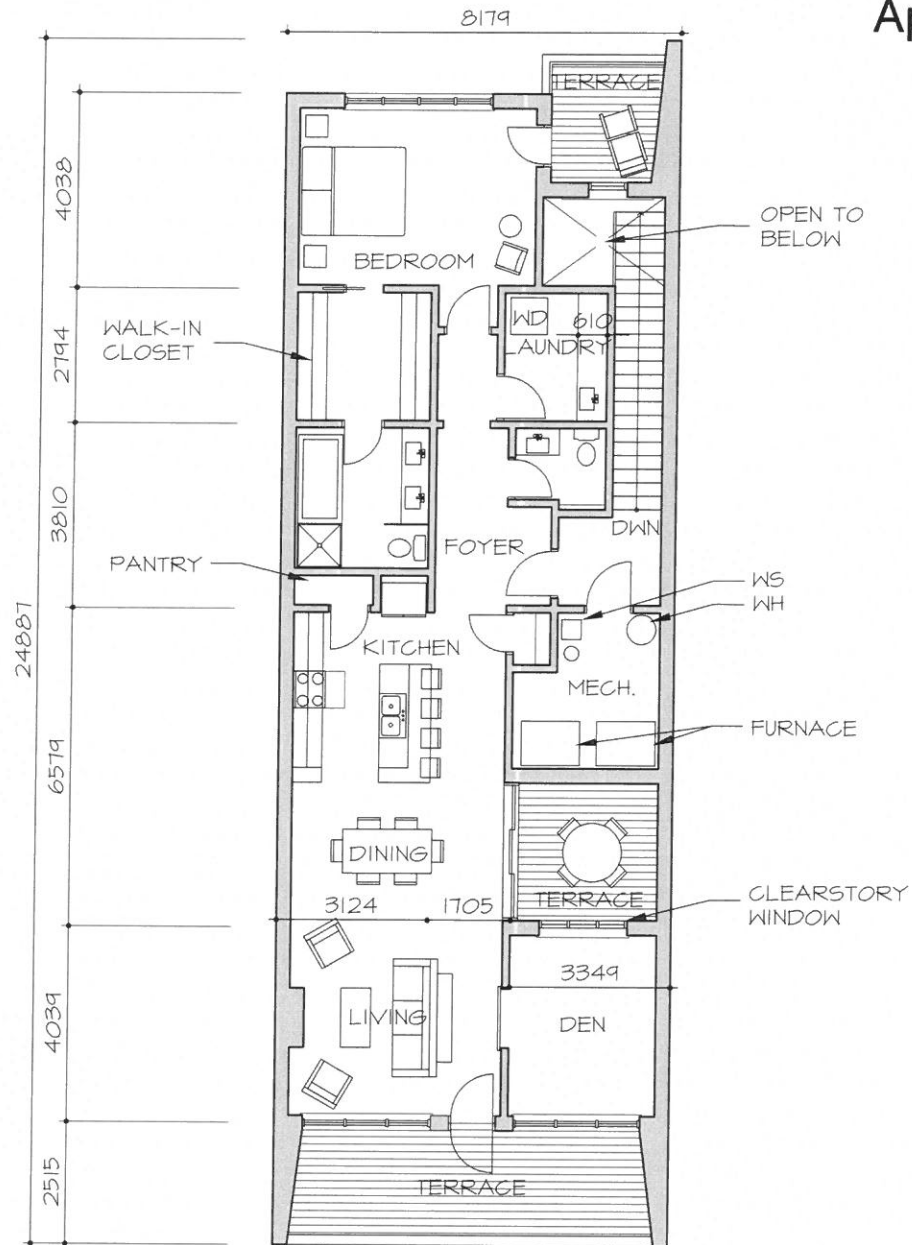 Ap
8179
TERRACE
4038
OPEN TO
BELOW
BEDROOM
WALK-IN
CLOSET
WD
610
LAUNDRY
2794
3810
FOYER
DWN
PANTRY
WS
WH
KITCHEN
MECH.
24887
FURNACE
6579
DINING
TERRACE
CLEARSTORY
WINDOW
3124
1705
3349
LIVING
DEN
4039
TERRACE
2515